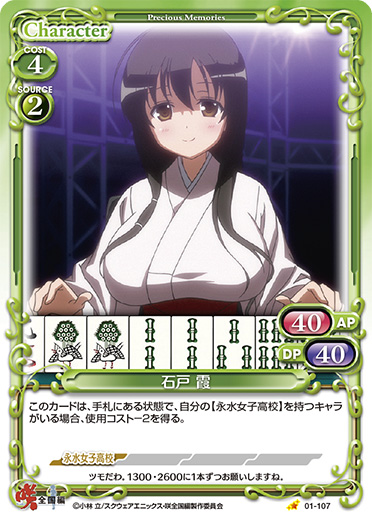 Precious Memories
Character
COST
4
SOURCE
2
40 AP
DP 40
石戸 霞
このカードは、手札にある状態で、自分の【永水女子高校】を持つキャラ
がいる場合、使用コスト－2を得る。
永水女子高校
ツモだわ。1300・2600に1本ずつお願いしますね。
咲 全国編
©小林 立/スクウェアエニックス・咲全国編製作委員会
01-107